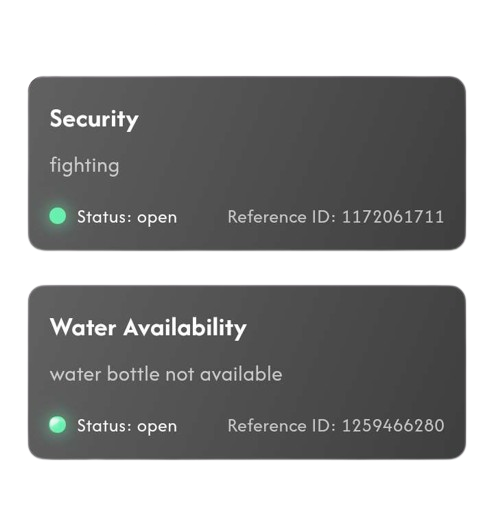 Security
fighting
Status: open Reference ID: 1172061711
Water Availability
water bottle not available
Status: open Reference ID: 1259466280